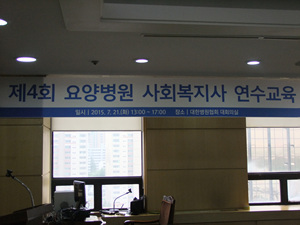 제4회 요양병원 사회복지사 연수교육
일시 | 2015. 7. 21.(화) 13:00 ~ 17:00 장소 | 대한병원협회 대회의실